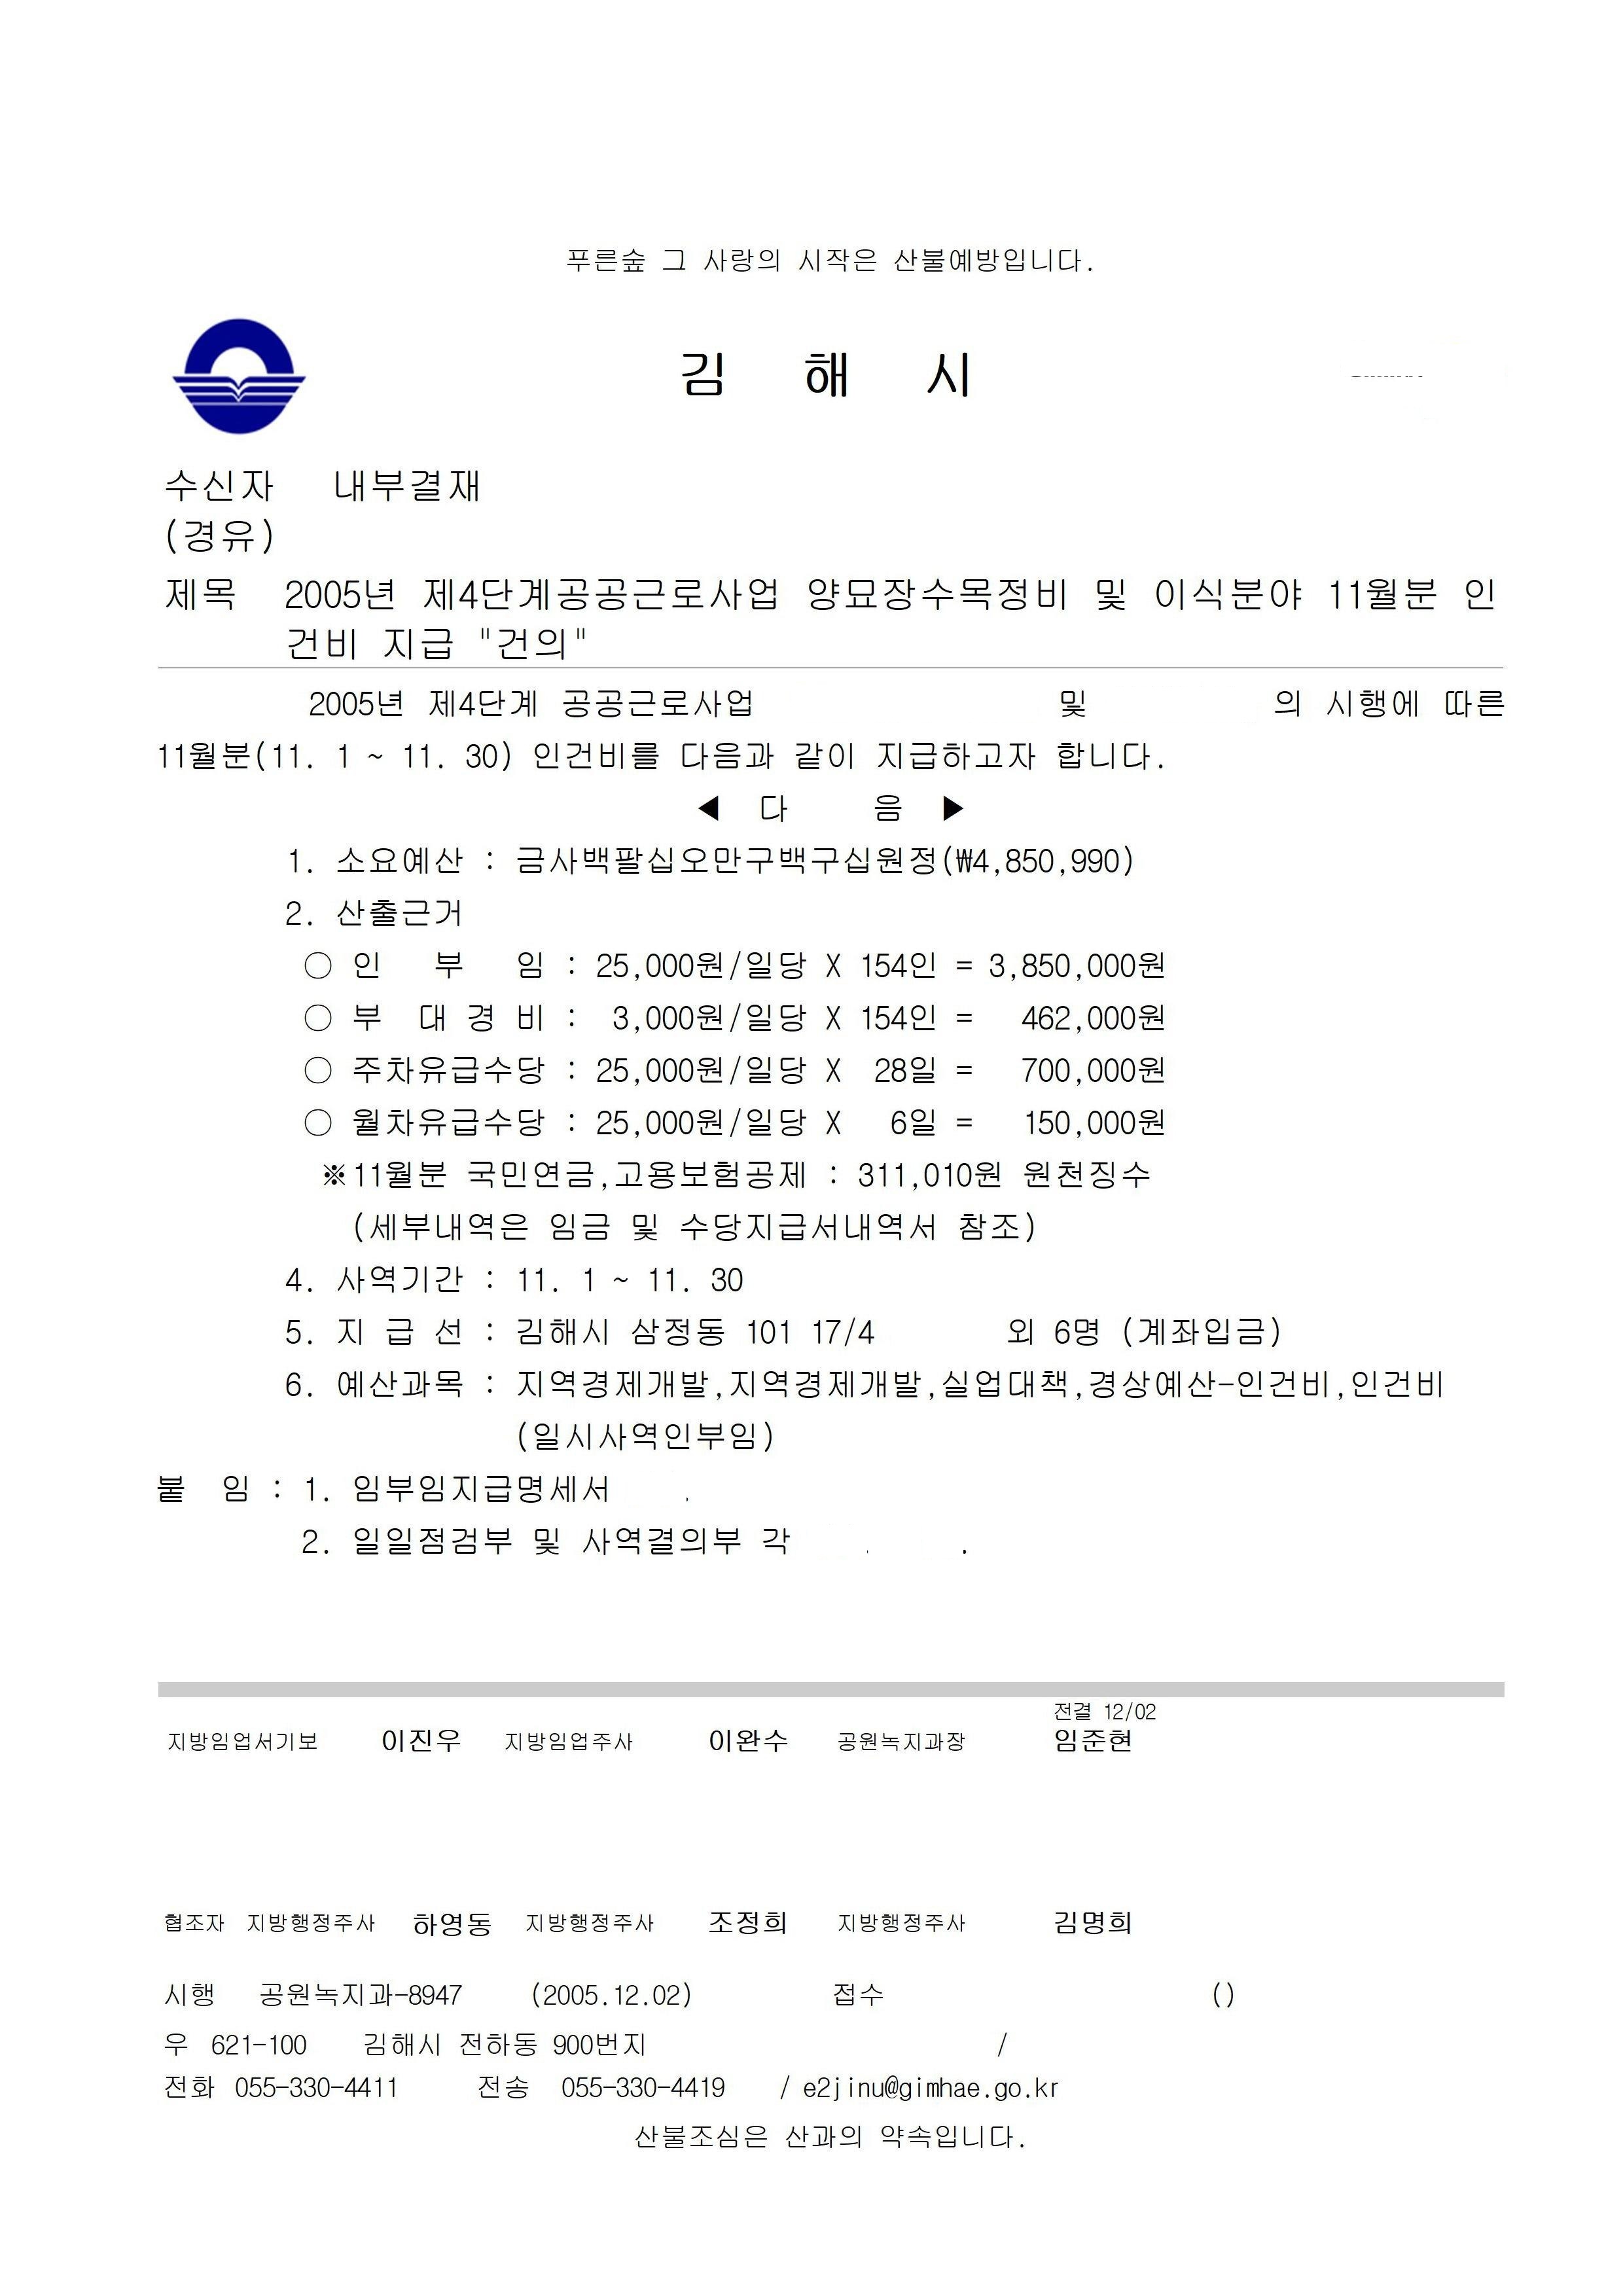 푸른숲 그 사랑의 시작은 산불예방입니다.
김 해 시
수신자 내부결재
(경유)
제목 2005년 제4단계공공근로사업 양묘장수목정비 및 이식분야 11월분 인
건비 지급 "건의"
2005년 제4단계 공공근로사업 및 의 시행에 따른
11월분(11. 1 ~ 11. 30) 인건비를 다음과 같이 지급하고자 합니다.
◀ 다 음 ▶
1. 소요예산 : 금사백팔십오만구백구십원정(₩4,850,990)
2. 산출근거
○ 인 부 임 : 25,000원/일당 X 154인 = 3,850,000원
○ 부 대 경 비 : 3,000원/일당 X 154인 = 462,000원
○ 주차유급수당 : 25,000원/일당 X 28일 = 700,000원
○ 월차유급수당 : 25,000원/일당 X 6일 = 150,000원
※11월분 국민연금,고용보험공제 : 311,010원 원천징수
(세부내역은 임금 및 수당지급서내역서 참조)
4. 사역기간 : 11. 1 ~ 11. 30
5. 지 급 선 : 김해시 삼정동 101 17/4 외 6명 (계좌입금)
6. 예산과목 : 지역경제개발,지역경제개발,실업대책,경상예산-인건비,인건비
(일시사역인부임)
붙 임 : 1. 임부임지급명세서
2. 일일점검부 및 사역결의부 각 .
전결 12/02
지방임업서기보 이진우 지방임업주사 이완수 공원녹지과장 임준현
협조자 지방행정주사 하영동 지방행정주사 조정희 지방행정주사 김명희
시행 공원녹지과-8947 (2005.12.02) 접수 ()
우 621-100 김해시 전하동 900번지 /
전화 055-330-4411 전송 055-330-4419 / e2jinu@gimhae.go.kr
산불조심은 산과의 약속입니다.